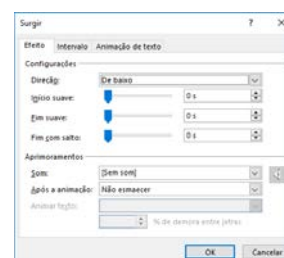 Surgir ? ×
Efeito Intervalo Animação de texto
Configurações
Direção: De baixo
Início suave: 0 s
Fim suave: 0 s
Fim com salto: 0 s
Aprimoramentos
Som: [Sem som]
Após a animação: Não esmaecer
Animar texto:
% de demora entre letras
OK Cancelar